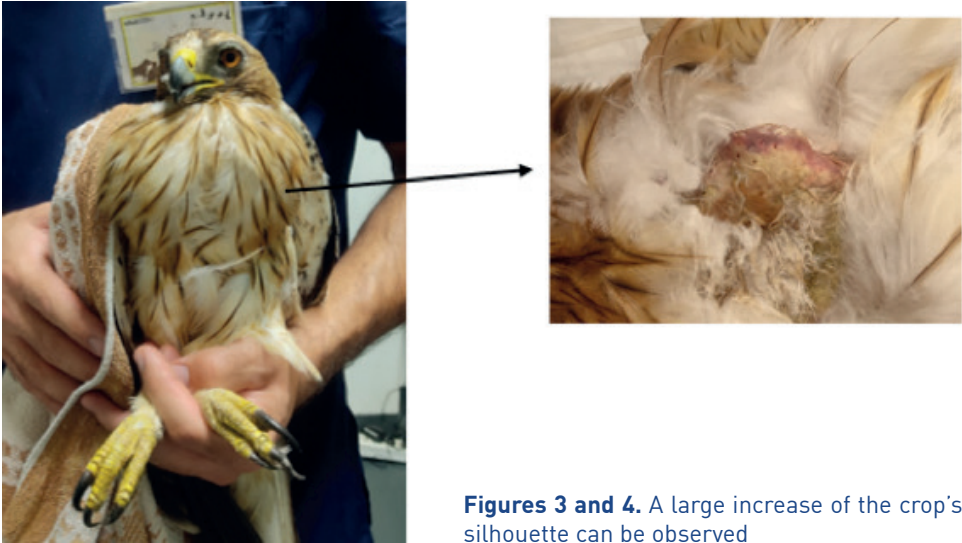 Figures 3 and 4. A large increase of the crop's
silhouette can be observed